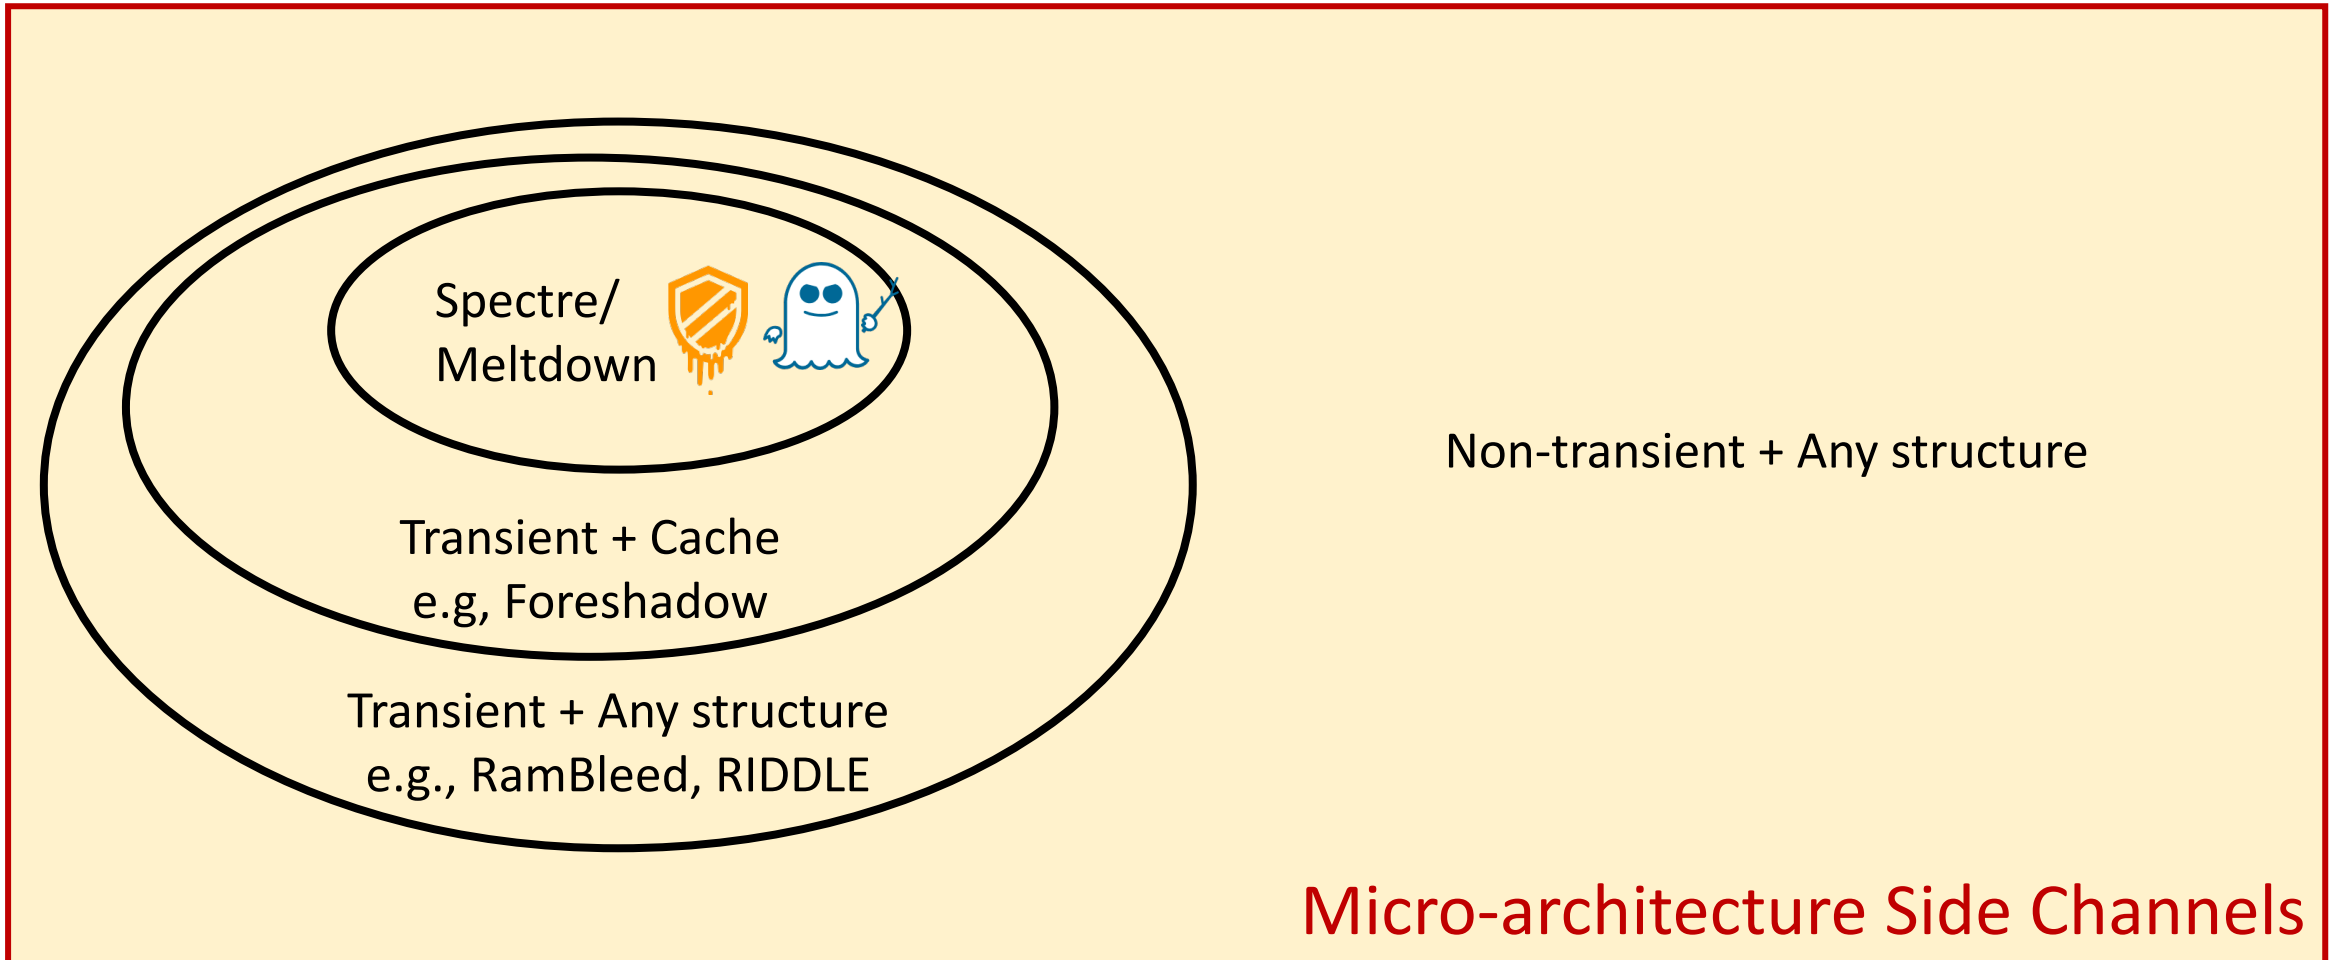 Spectre/
Meltdown
Transient + Cache
e.g, Foreshadow
Transient + Any structure
e.g., RamBleed, RIDDLE
Non-transient + Any structure
Micro-architecture Side Channels